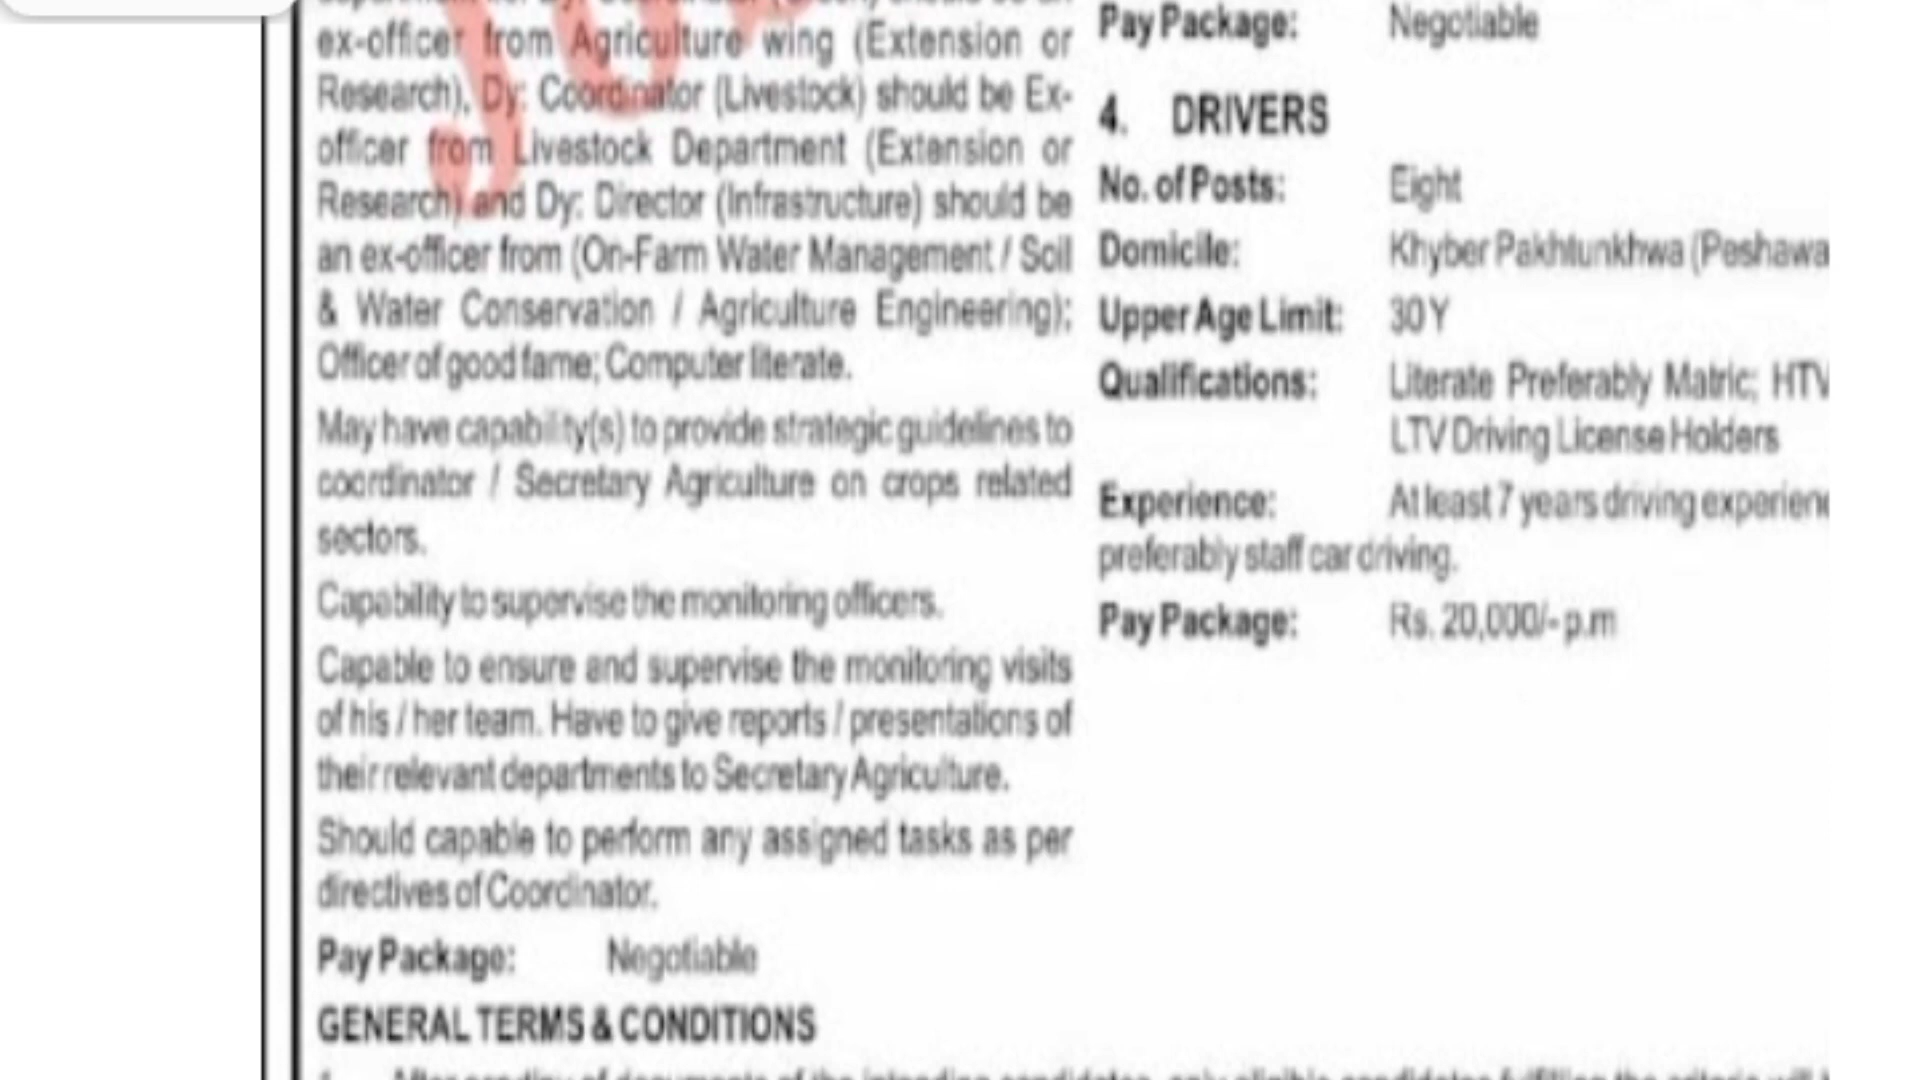 ex-officer from Agriculture wing (Extension or
Research), Dy: Coordinator (Livestock) should be Ex-
officer from Livestock Department (Extension or
Research) and Dy: Director (Infrastructure) should be
an ex-officer from (On-Farm Water Management / Soil
& Water Conservation / Agriculture Engineering);
Officer of good fame; Computer literate.
May have capability(s) to provide strategic guidelines to
coordinator / Secretary Agriculture on crops related
sectors.
Capability to supervise the monitoring officers.
Capable to ensure and supervise the monitoring visits
of his / her team. Have to give reports / presentations of
their relevant departments to Secretary Agriculture.
Should capable to perform any assigned tasks as per
directives of Coordinator.
Pay Package: Negotiable
Pay Package: Negotiable
4. DRIVERS
No. of Posts: Eight
Domicile: Khyber Pakhtunkhwa (Peshawa
Upper Age Limit: 30 Y
Qualifications: Literate Preferably Matric; HTV
LTV Driving License Holders
Experience: At least 7 years driving experienc
preferably staff car driving.
Pay Package: Rs. 20,000/- p.m
GENERAL TERMS & CONDITIONS